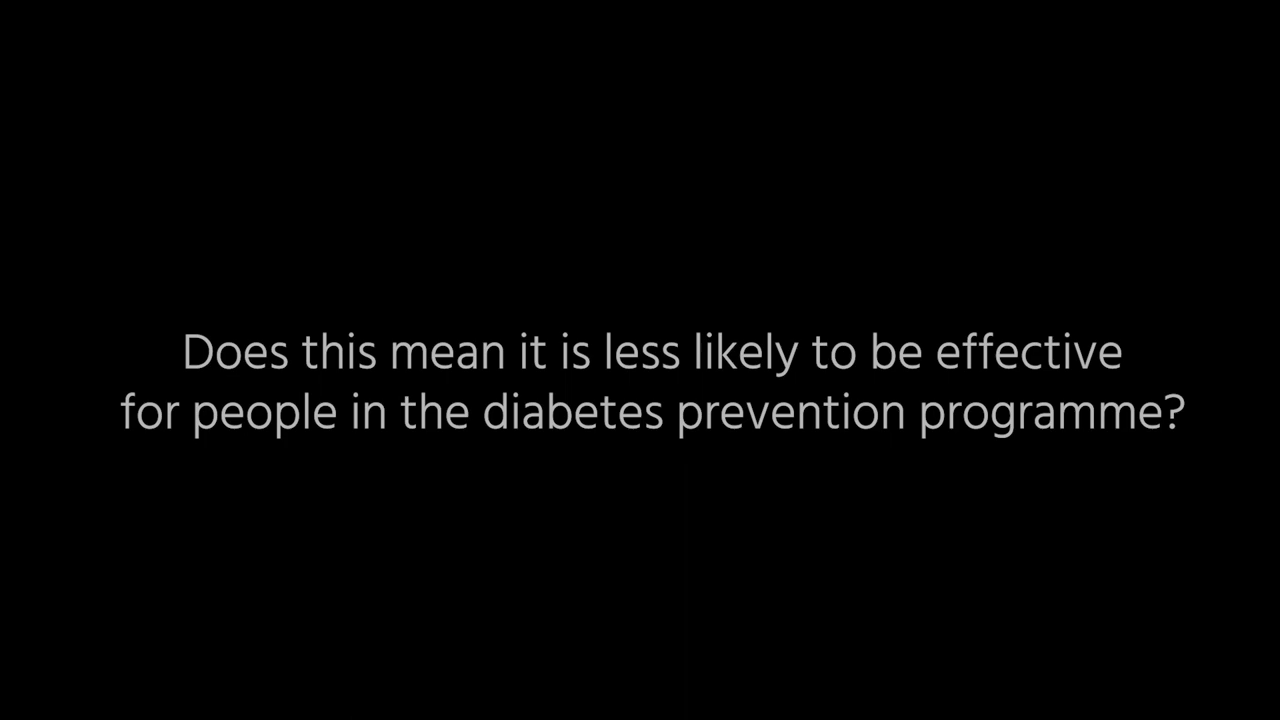 Does this mean it is less likely to be effective
for people in the diabetes prevention programme?